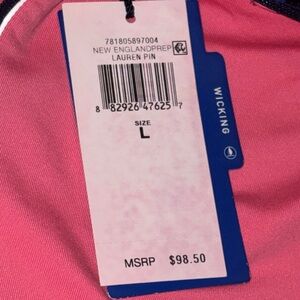 781805897004
NEW ENGLANDPREP
LAUREN PIN
8 82926 47625 7
SIZE
L
MSRP $98.50
WICKING